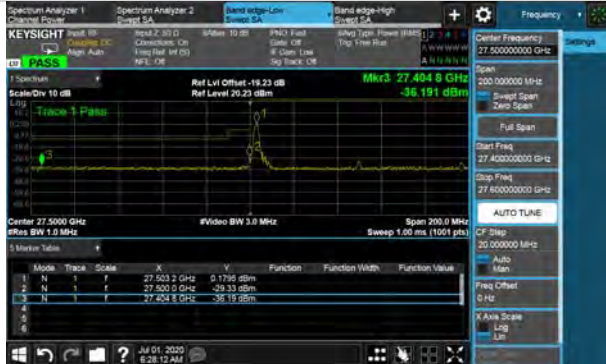 Spectrum Analyzer 1
Channel Power
Spectrum Analyzer 2
Swept SA
Band edge-Low
Swept SA
Band edge-High
Swept SA
Frequency
KEYSIGHT
Input: RF
Coupling: DC
Align: Auto
Input Z: 50 Ω
Corrections: On
Freq Ref: Int (S)
NFE: Off
#Atten: 10 dB
PNO: Fast
Gate: Off
IF Gain: Low
Sig Track: Off
#Avg Type: Power (RMS)
Trig: Free Run
PASS
1 Spectrum
Scale/Div 10 dB
Log
Ref Lvl Offset -19.23 dB
Ref Level 20.23 dBm
Mkr3 27.404 8 GHz
-36.191 dBm
Trace 1 Pass
Center 27.5000 GHz
#Res BW 1.0 MHz
#Video BW 3.0 MHz
Span 200.0 MHz
Sweep 1.00 ms (1001 pts)
5 Marker Table
Mode Trace Scale X Y Function Function Width Function Value
1 N 1 f 27.503 2 GHz 0.1795 dBm
2 N 1 f 27.500 0 GHz -29.33 dBm
3 N 1 f 27.404 8 GHz -36.19 dBm
4
5
6
Jul 01, 2020
6:28:12 AM
Center Frequency
27.500000000 GHz
Settings
Span
200.000000 MHz
Swept Span
Zero Span
Full Span
Start Freq
27.400000000 GHz
Stop Freq
27.600000000 GHz
AUTO TUNE
CF Step
20.000000 MHz
Auto
Man
Freq Offset
0 Hz
X Axis Scale
Log
Lin